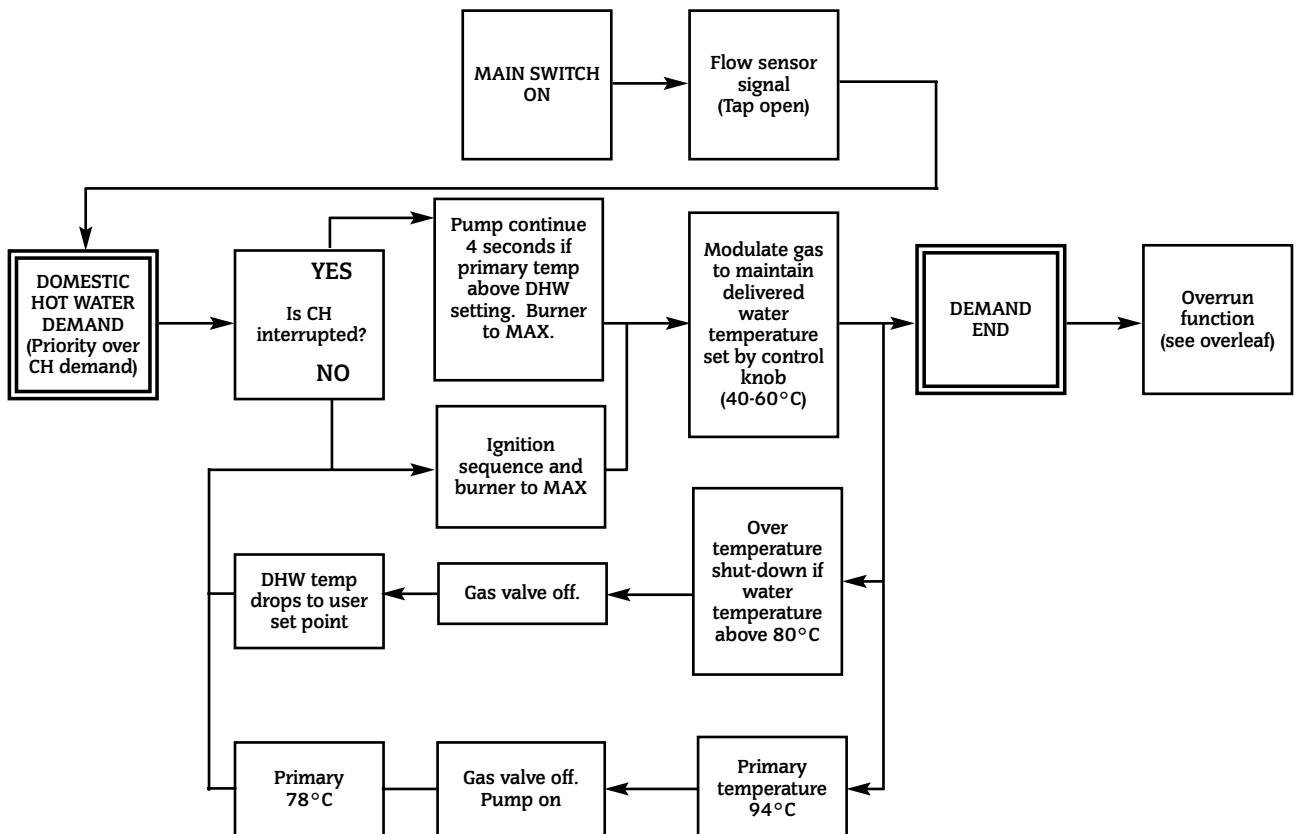 MAIN SWITCH
ON
Flow sensor
signal
(Tap open)
DOMESTIC
HOT WATER
DEMAND
(Priority over
CH demand)
YES
Is CH
interrupted?
NO
Pump continue
4 seconds if
primary temp
above DHW
setting. Burner
to MAX.
Modulate gas
to maintain
delivered
water
temperature
set by control
knob
(40-60°C)
DEMAND
END
Overrun
function
(see overleaf)
Ignition
sequence and
burner to MAX
Over
temperature
shut-down if
water
temperature
above 80°C
Gas valve off.
DHW temp
drops to user
set point
Primary
temperature
94°C
Gas valve off.
Pump on
Primary
78°C